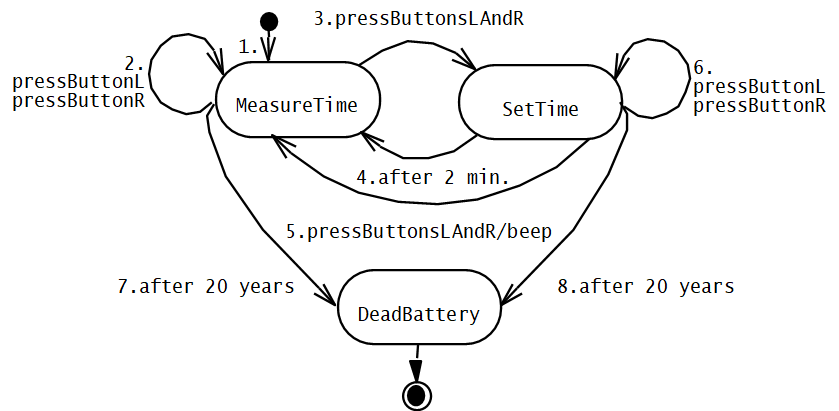 3.pressButtonsLAndR
1.
2.
pressButtonL
pressButtonR
6.
pressButtonL
pressButtonR
MeasureTime
SetTime
4.after 2 min.
5.pressButtonsLAndR/beep
7.after 20 years
8.after 20 years
DeadBattery